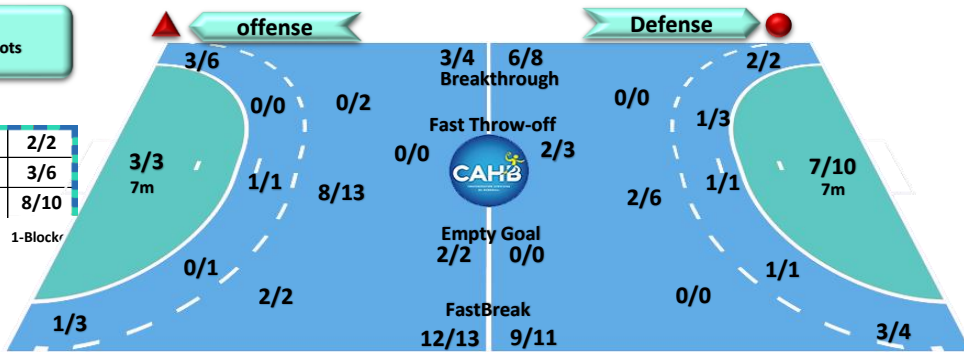 offense
Defense
ots
3/6
3/4
6/8
2/2
Breakthrough
0/0
0/2
0/0
1/3
Fast Throw-off
0/0
2/3
2/2
3/6
8/10
3/3
7m
CAHB
7/10
7m
1/1
8/13
2/6
1/1
1-Block
Empty Goal
2/2
0/0
0/1
1/1
2/2
0/0
FastBreak
1/3
12/13
9/11
3/4